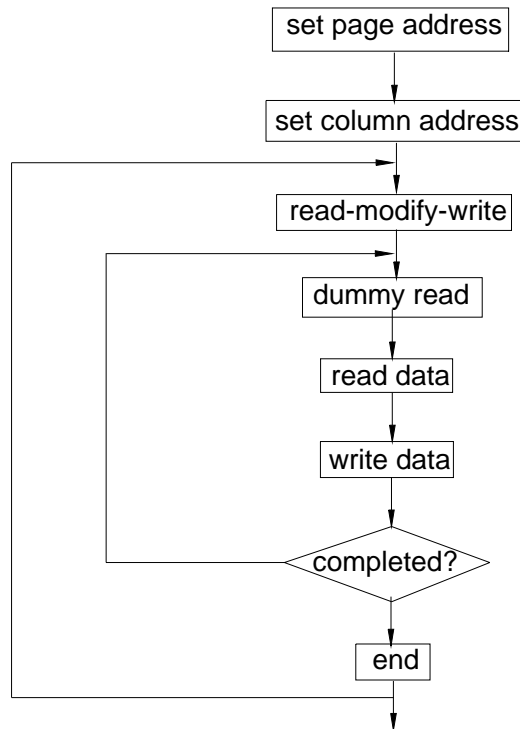 set page address
set column address
read-modify-write
dummy read
read data
write data
completed?
end